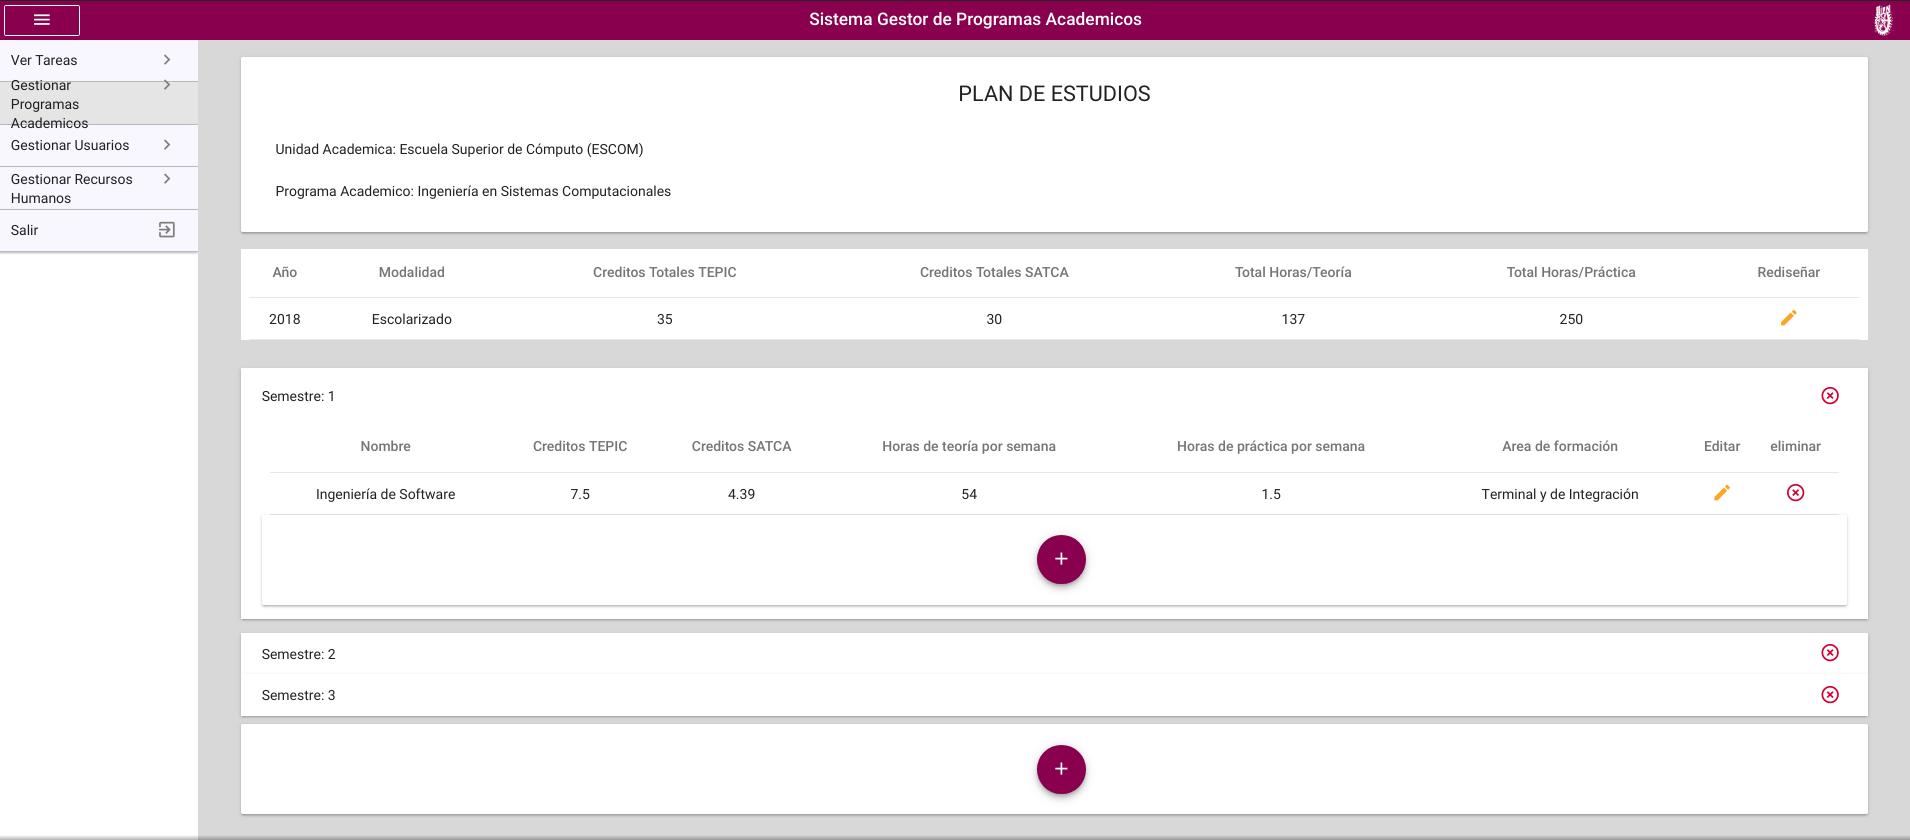 Sistema Gestor de Programas Academicos
Ver Tareas
Gestionar
Programas
Academicos
Gestionar Usuarios
Gestionar Recursos
Humanos
Salir
PLAN DE ESTUDIOS
Unidad Academica: Escuela Superior de Cómputo (ESCOM)
Programa Academico: Ingeniería en Sistemas Computacionales
Año Modalidad Creditos Totales TEPIC Creditos Totales SATCA Total Horas/Teoría Total Horas/Práctica Rediseñar
2018 Escolarizado 35 30 137 250
Semestre: 1
Nombre Creditos TEPIC Creditos SATCA Horas de teoría por semana Horas de práctica por semana Area de formación Editar eliminar
Ingeniería de Software 7.5 4.39 54 1.5 Terminal y de Integración
+
Semestre: 2
Semestre: 3
+